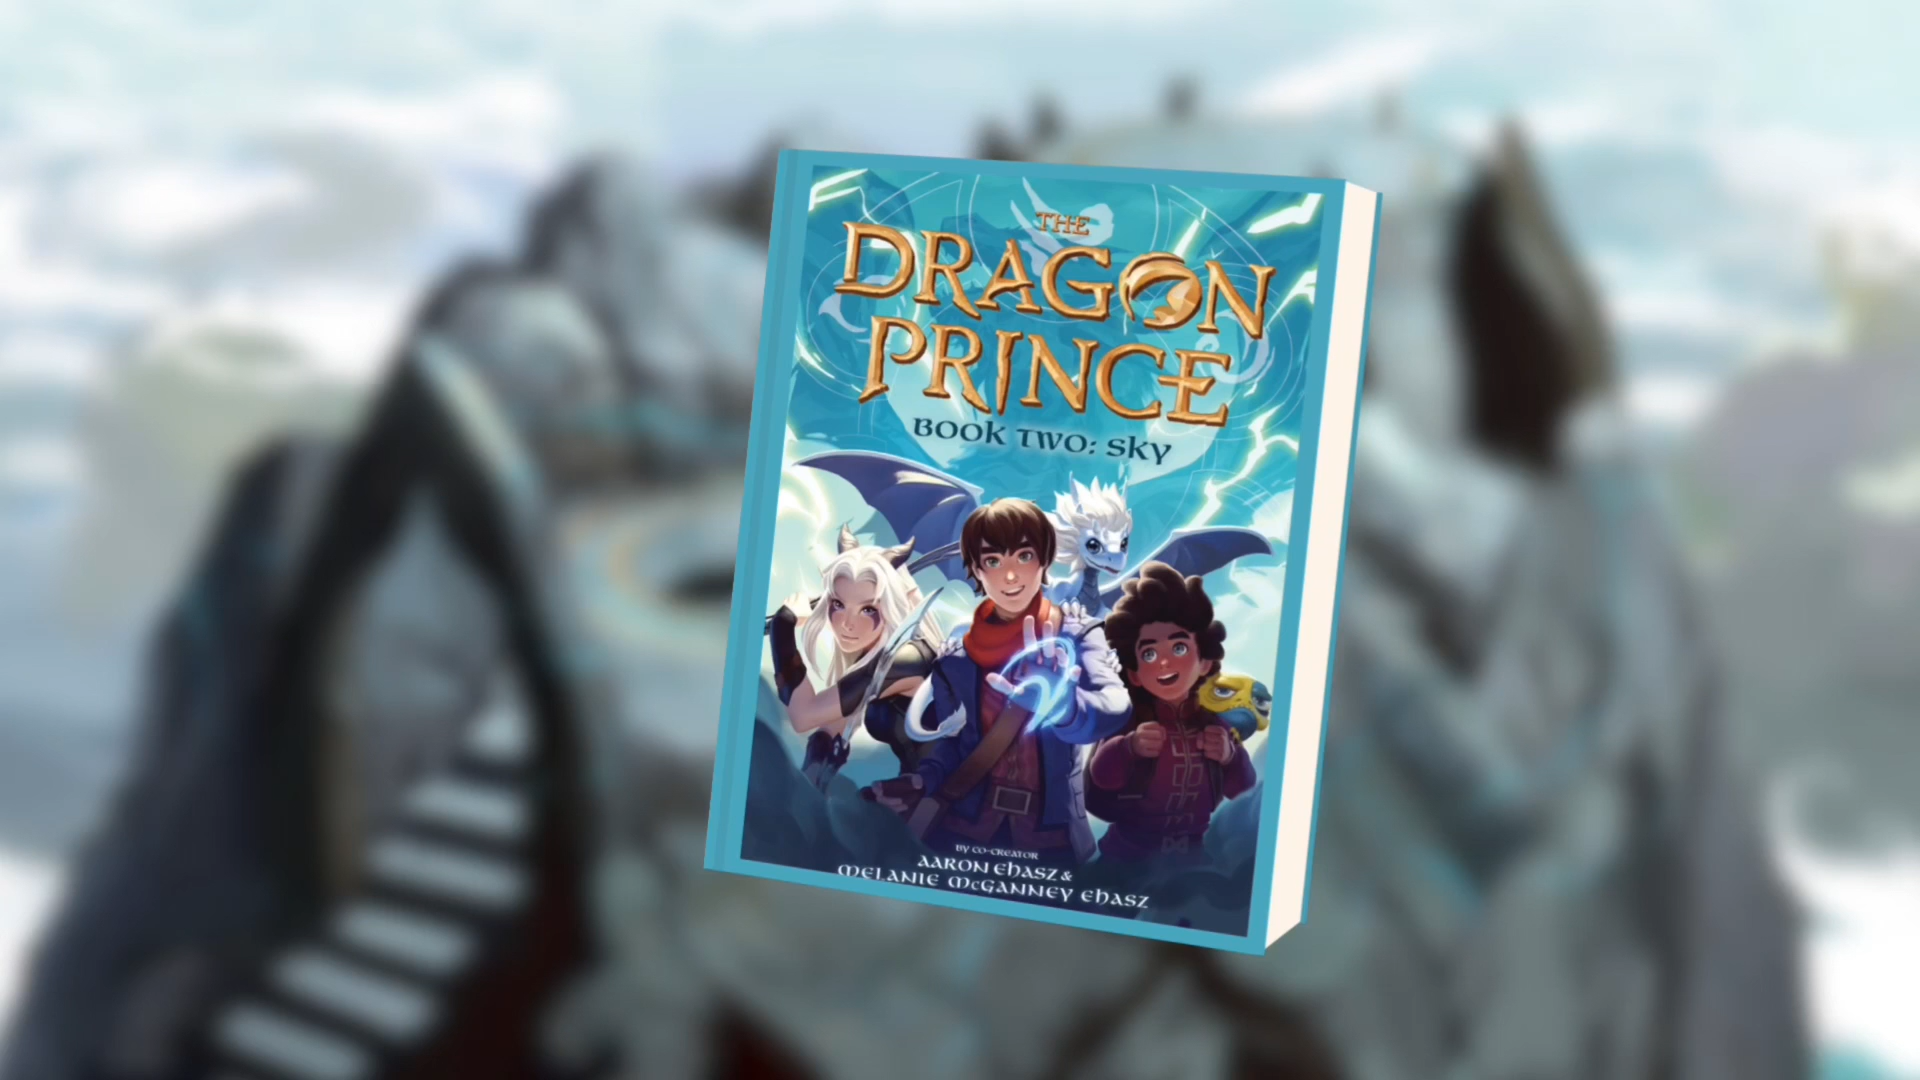 THE
DRAGON
PRINCE
BOOK TWO: SKY
BY CO-CREATOR
AARON EHASZ &
MELANIE McGANNEY EHASZ